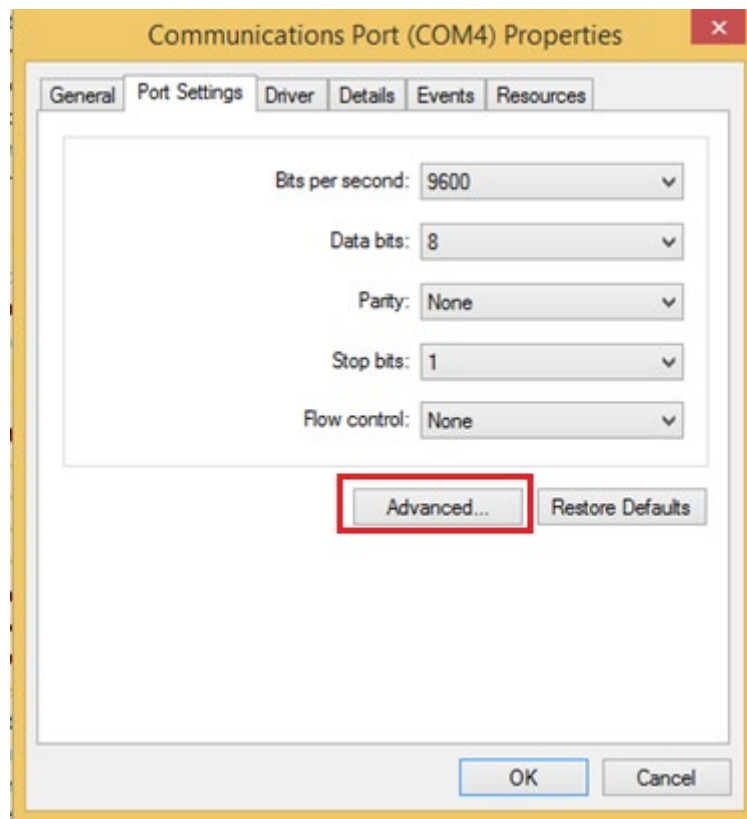 Communications Port (COM4) Properties
General Port Settings Driver Details Events Resources
Bits per second: 9600
Data bits: 8
Parity: None
Stop bits: 1
Flow control: None
Advanced... Restore Defaults
OK Cancel